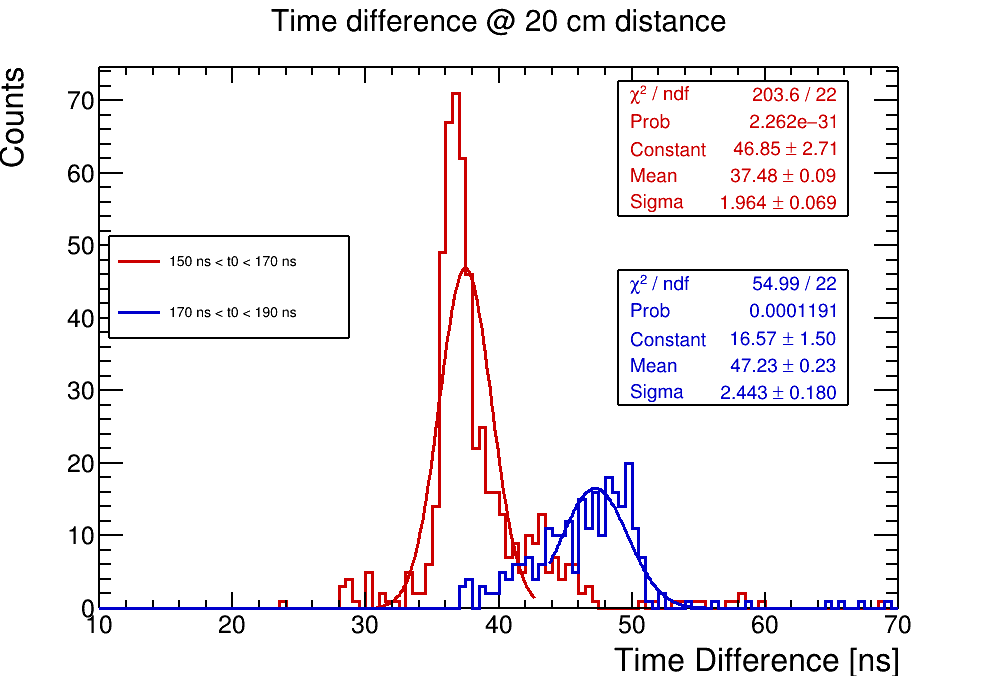 Time difference @ 20 cm distance
Counts
70
60
50
40
30
20
10
0
χ² / ndf 203.6 / 22
Prob 2.262e−31
Constant 46.85 ± 2.71
Mean 37.48 ± 0.09
Sigma 1.964 ± 0.069
150 ns < t0 < 170 ns
170 ns < t0 < 190 ns
χ² / ndf 54.99 / 22
Prob 0.0001191
Constant 16.57 ± 1.50
Mean 47.23 ± 0.23
Sigma 2.443 ± 0.180
10 20 30 40 50 60 70
Time Difference [ns]